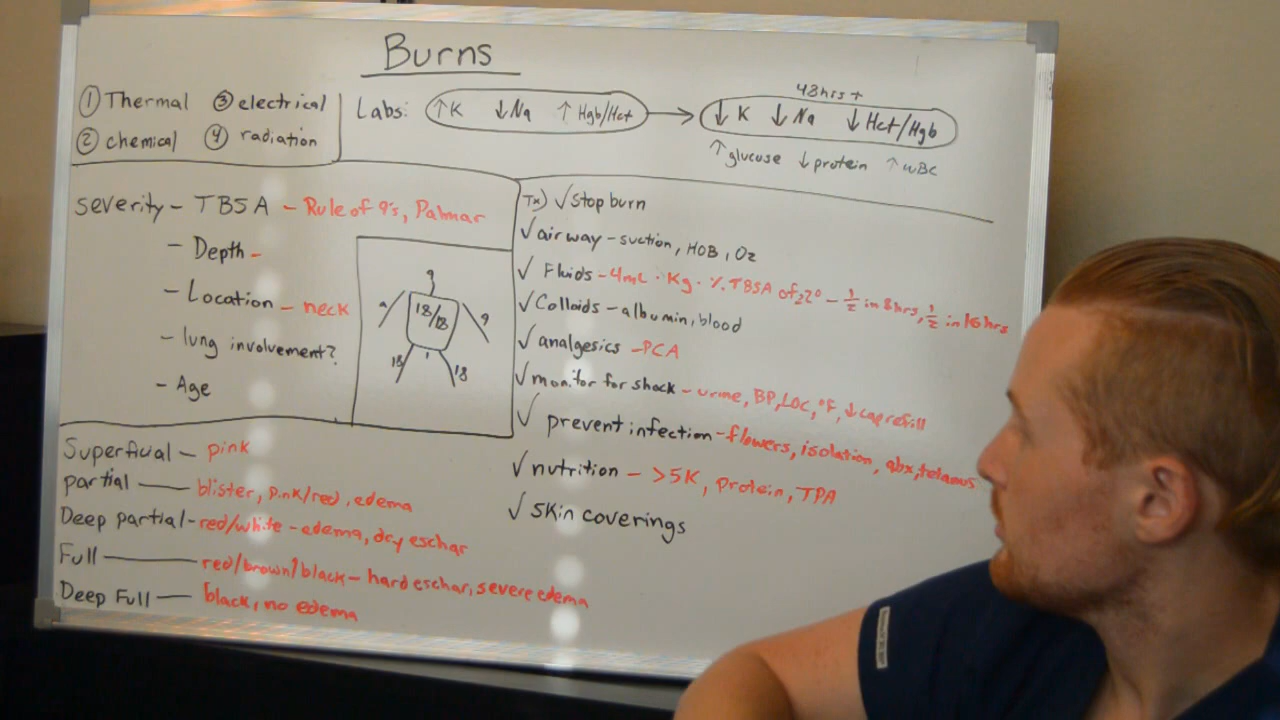 Burns
① Thermal ③ electrical
② chemical ④ radiation
Labs: ↑K ↓Na ↑ Hgb/Hct → ↓ K ↓ Na ↓ Hct/Hgb
48hrs +
↑ glucose ↓ protein ↑ WBC
severity - TBSA - Rule of 9's, Palmar
- Depth -
- Location - neck
- lung involvement?
- Age
9
9 18/18 9
18 1 18
Superficial - pink
partial — blister, pink/red, edema
Deep partial - red/white - edema, dry eschar
Full — red/brown/black - hard eschar, severe edema
Deep Full — black, no edema
Tx) ✓ stop burn
✓ airway - suction, HOB, O2
✓ Fluids - 4mL · Kg · % TBSA of 2° - 1/2 in 8hrs, 1/2 in 16hrs
✓ Colloids - albumin, blood
✓ analgesics - PCA
✓ monitor for shock - urine, BP, LOC, °F, ↓ cap refill
✓ prevent infection - flowers, isolation, abx, tetanus
✓ nutrition - >5K, protein, TPA
✓ skin coverings